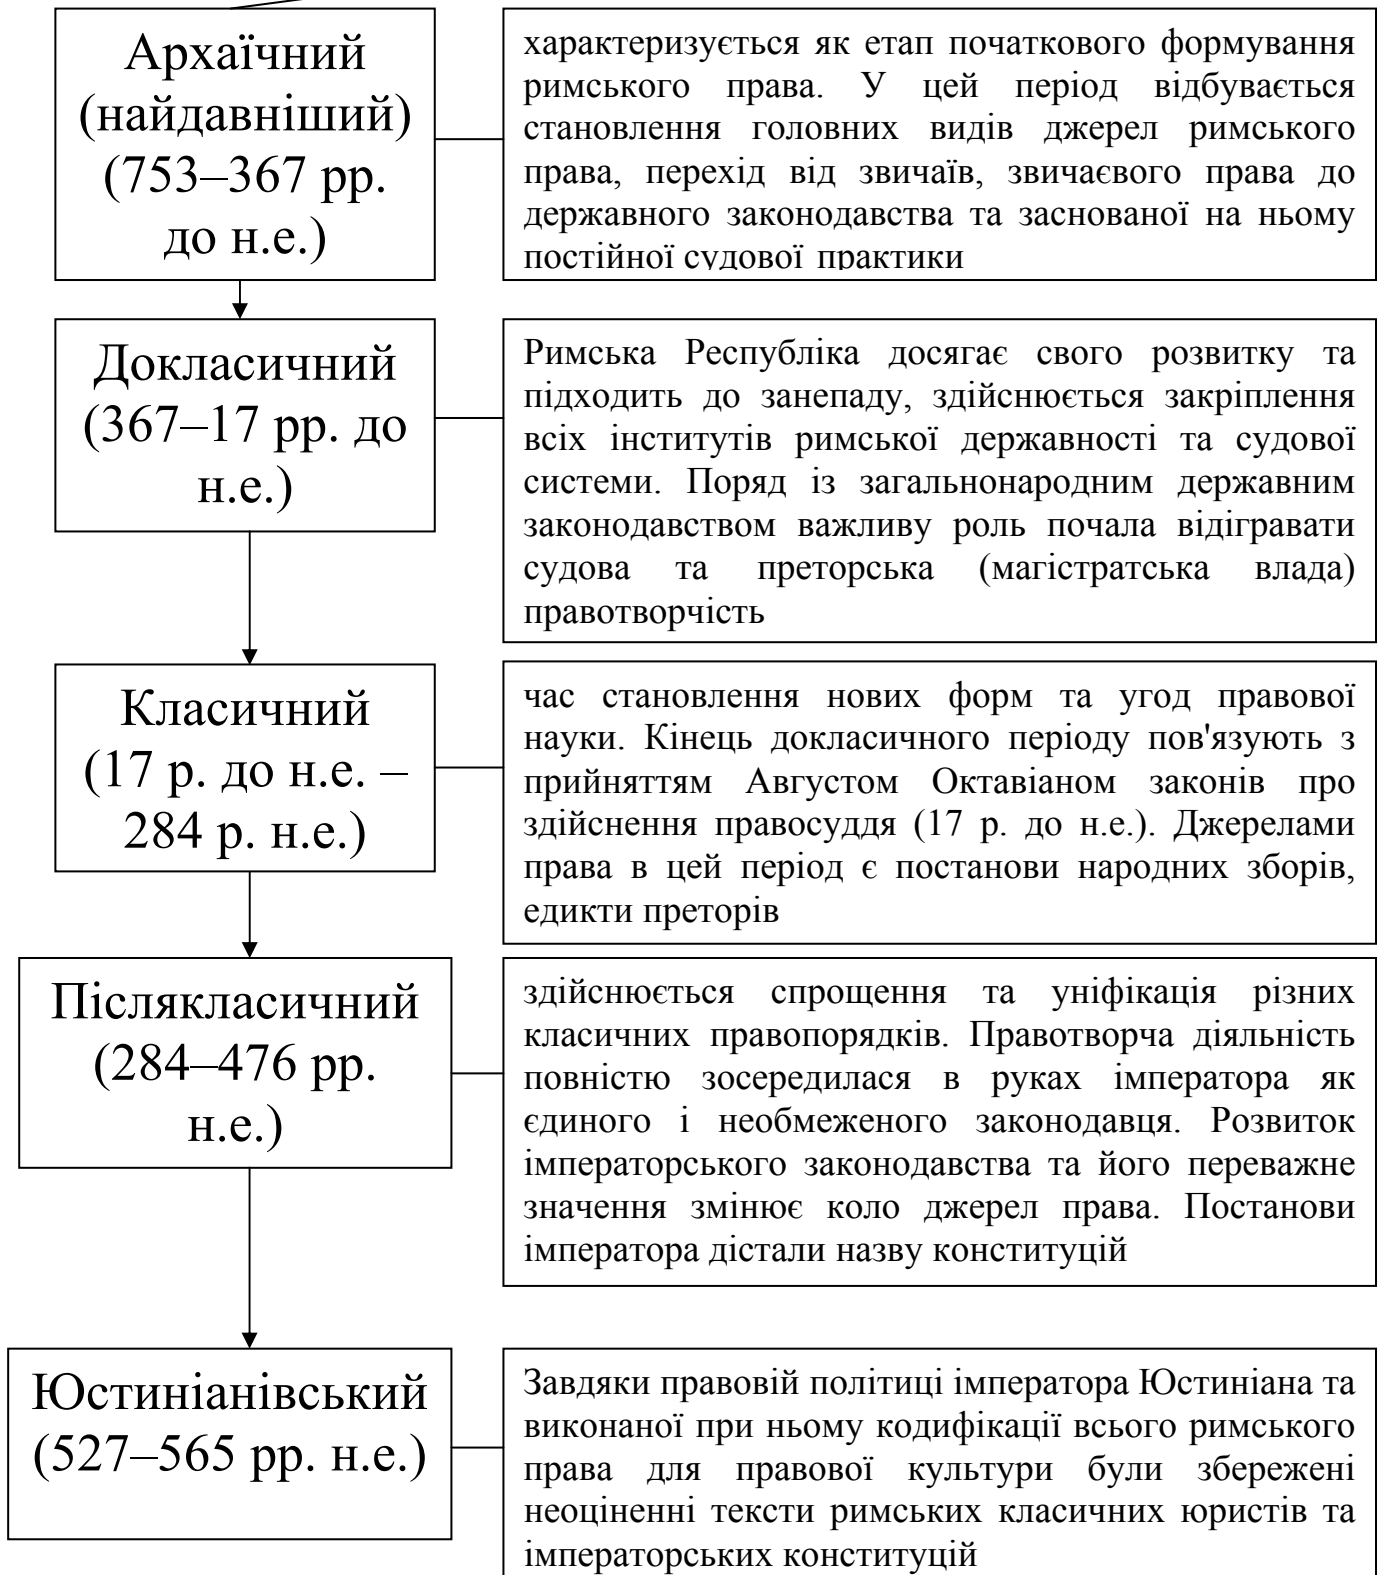 Архаїчний
(найдавніший)
(753–367 рр.
до н.е.)
характеризується як етап початкового формування
римського права. У цей період відбувається
становлення головних видів джерел римського
права, перехід від звичаїв, звичаєвого права до
державного законодавства та заснованої на ньому
постійної судової практики
Докласичний
(367–17 рр. до
н.е.)
Римська Республіка досягає свого розвитку та
підходить до занепаду, здійснюється закріплення
всіх інститутів римської державності та судової
системи. Поряд із загальнонародним державним
законодавством важливу роль почала відігравати
судова та преторська (магістратська влада)
правотворчість
Класичний
(17 р. до н.е. –
284 р. н.е.)
час становлення нових форм та угод правової
науки. Кінець докласичного періоду пов'язують з
прийняттям Августом Октавіаном законів про
здійснення правосуддя (17 р. до н.е.). Джерелами
права в цей період є постанови народних зборів,
едикти преторів
Післякласичний
(284–476 рр.
н.е.)
здійснюється спрощення та уніфікація різних
класичних правопорядків. Правотворча діяльність
повністю зосередилася в руках імператора як
єдиного і необмеженого законодавця. Розвиток
імператорського законодавства та його переважне
значення змінює коло джерел права. Постанови
імператора дістали назву конституцій
Юстиніанівський
(527–565 рр. н.е.)
Завдяки правовій політиці імператора Юстиніана та
виконаної при ньому кодифікації всього римського
права для правової культури були збережені
неоціненні тексти римських класичних юристів та
імператорських конституцій